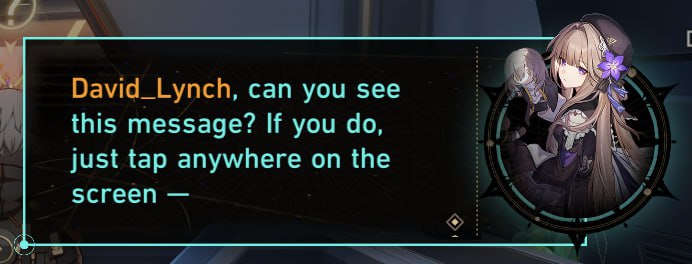 David_Lynch, can you see
this message? If you do,
just tap anywhere on the
screen —